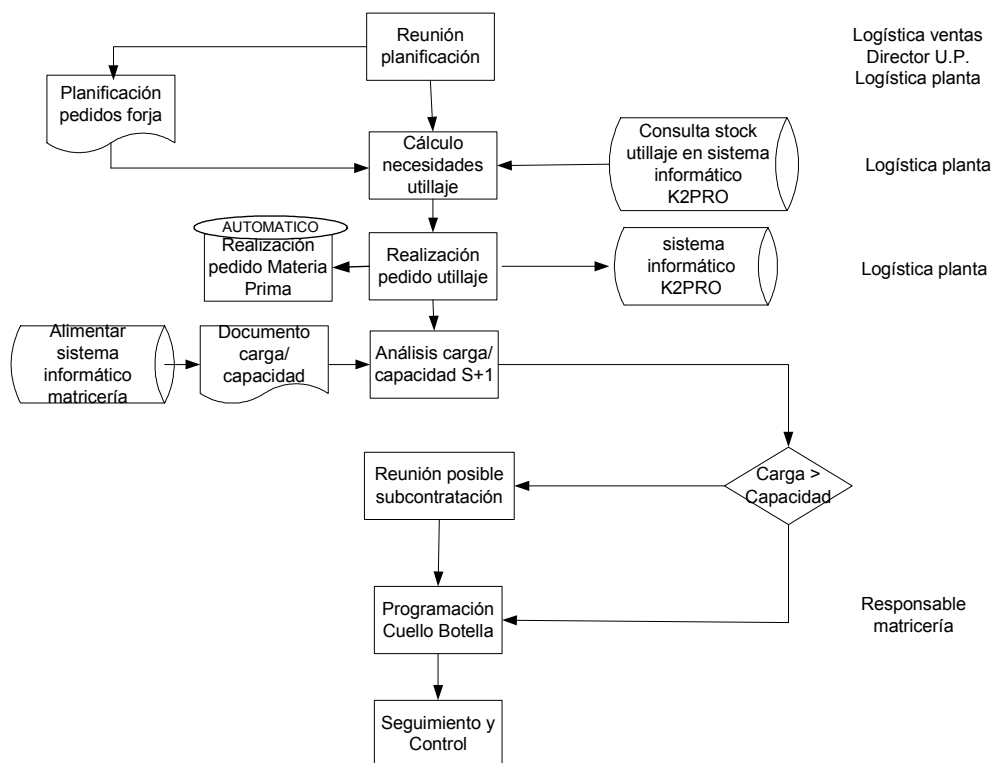 Reunión
planificación
Logística ventas
Director U.P.
Logística planta
Planificación
pedidos forja
Cálculo
necesidades
utillaje
Consulta stock
utillaje en sistema
informático
K2PRO
Logística planta
AUTOMATICO
Realización
pedido Materia
Prima
Realización
pedido utillaje
sistema
informático
K2PRO
Logística planta
Alimentar
sistema
informático
matricería
Documento
carga/
capacidad
Análisis carga/
capacidad S+1
Reunión posible
subcontratación
Carga >
Capacidad
Programación
Cuello Botella
Responsable
matricería
Seguimiento y
Control